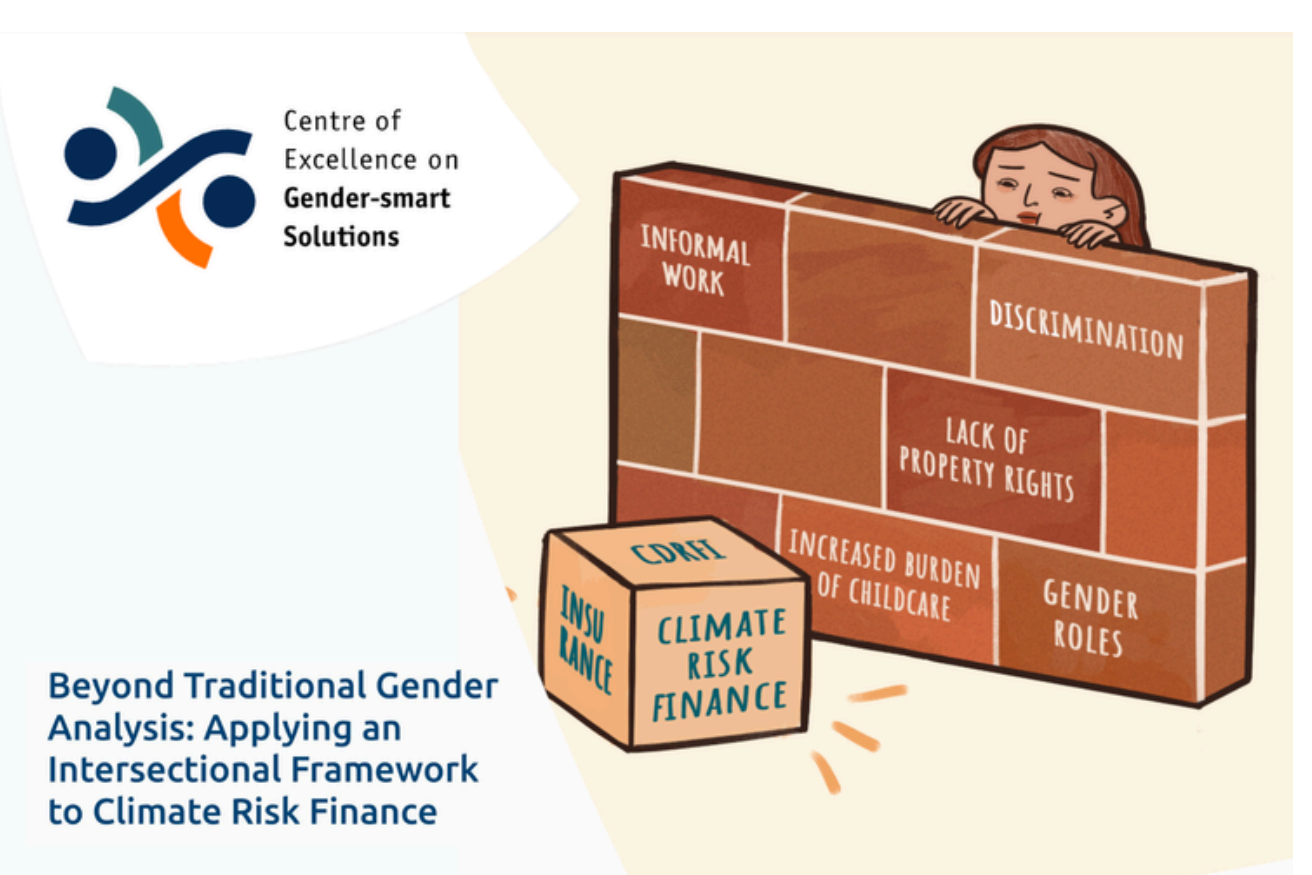 Centre of
Excellence on
Gender-smart
Solutions
INFORMAL
WORK
DISCRIMINATION
LACK OF
PROPERTY RIGHTS
INCREASED BURDEN
OF CHILDCARE
GENDER
ROLES
CDRFI
INSU
RANCE
CLIMATE
RISK
FINANCE
Beyond Traditional Gender
Analysis: Applying an
Intersectional Framework
to Climate Risk Finance